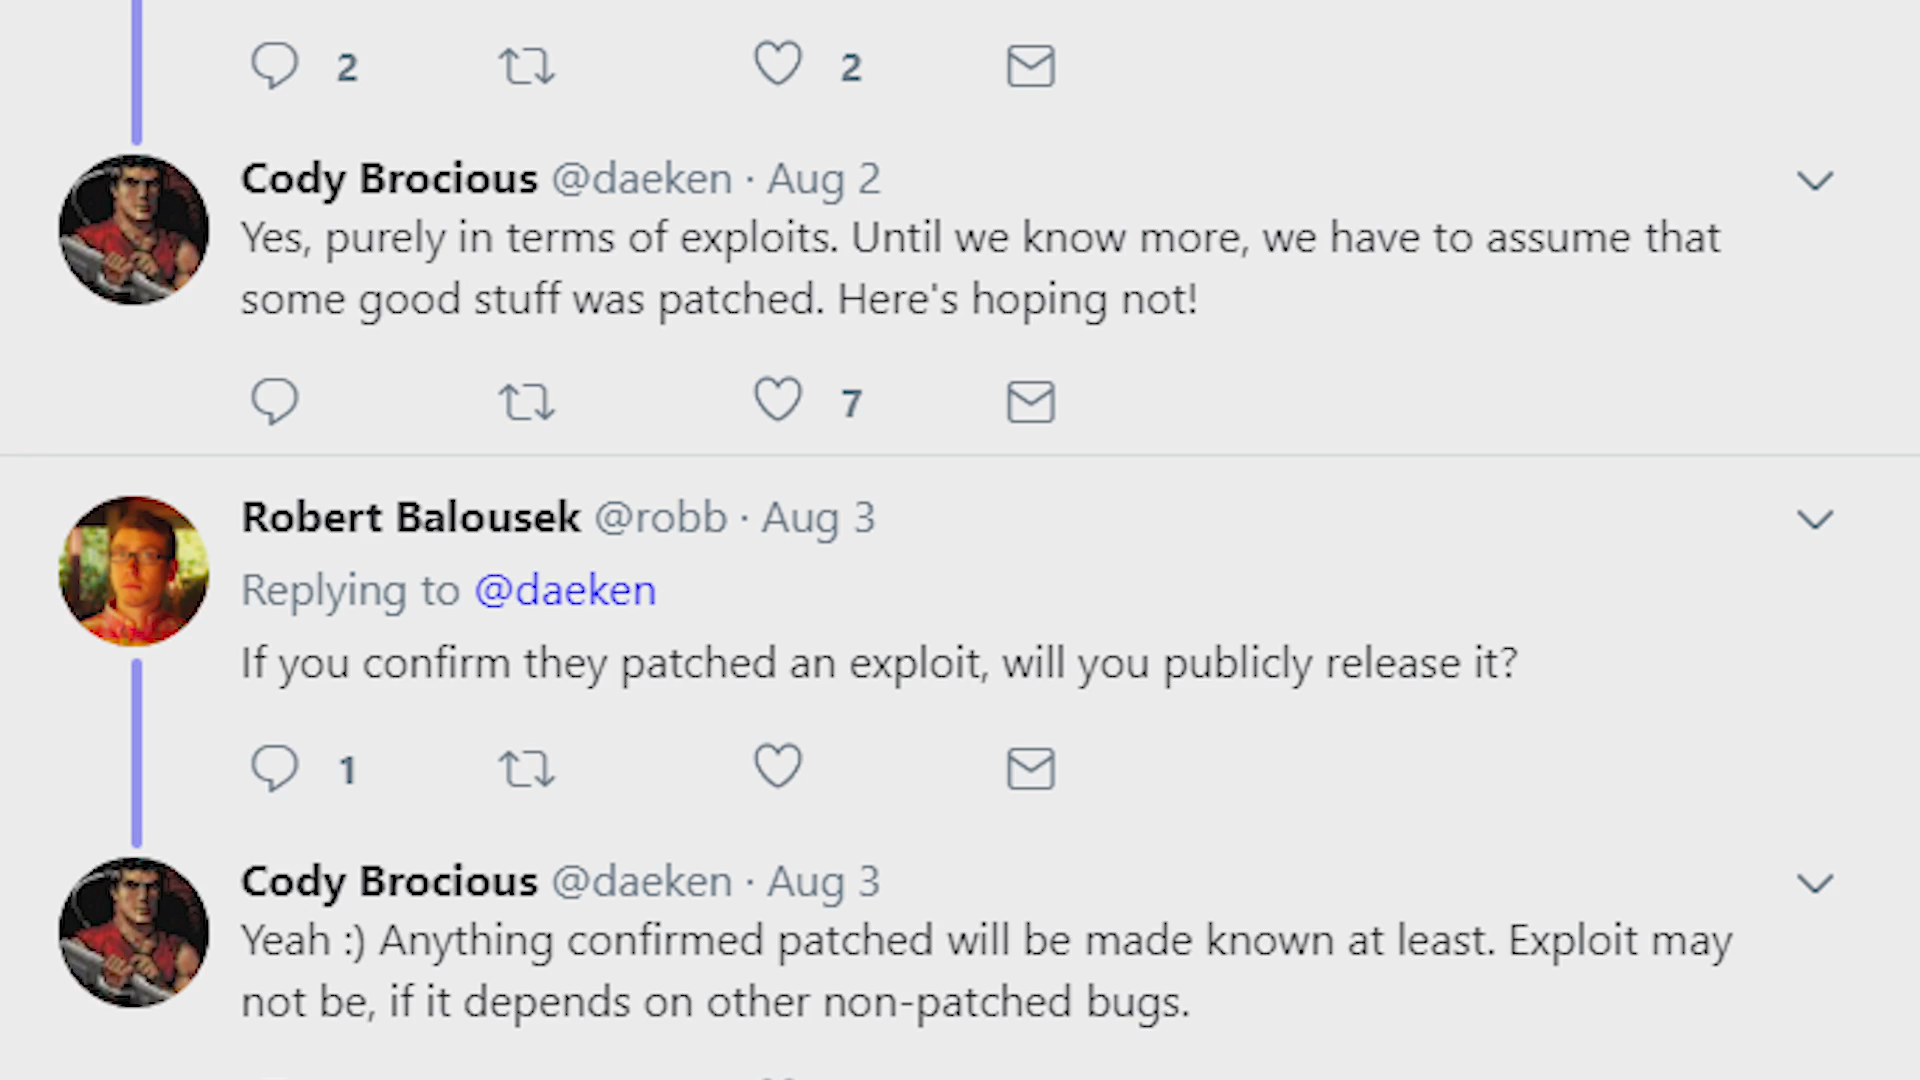 2 2
Cody Brocious @daeken · Aug 2
Yes, purely in terms of exploits. Until we know more, we have to assume that
some good stuff was patched. Here's hoping not!
7
Robert Balousek @robb · Aug 3
Replying to @daeken
If you confirm they patched an exploit, will you publicly release it?
1
Cody Brocious @daeken · Aug 3
Yeah :) Anything confirmed patched will be made known at least. Exploit may
not be, if it depends on other non-patched bugs.